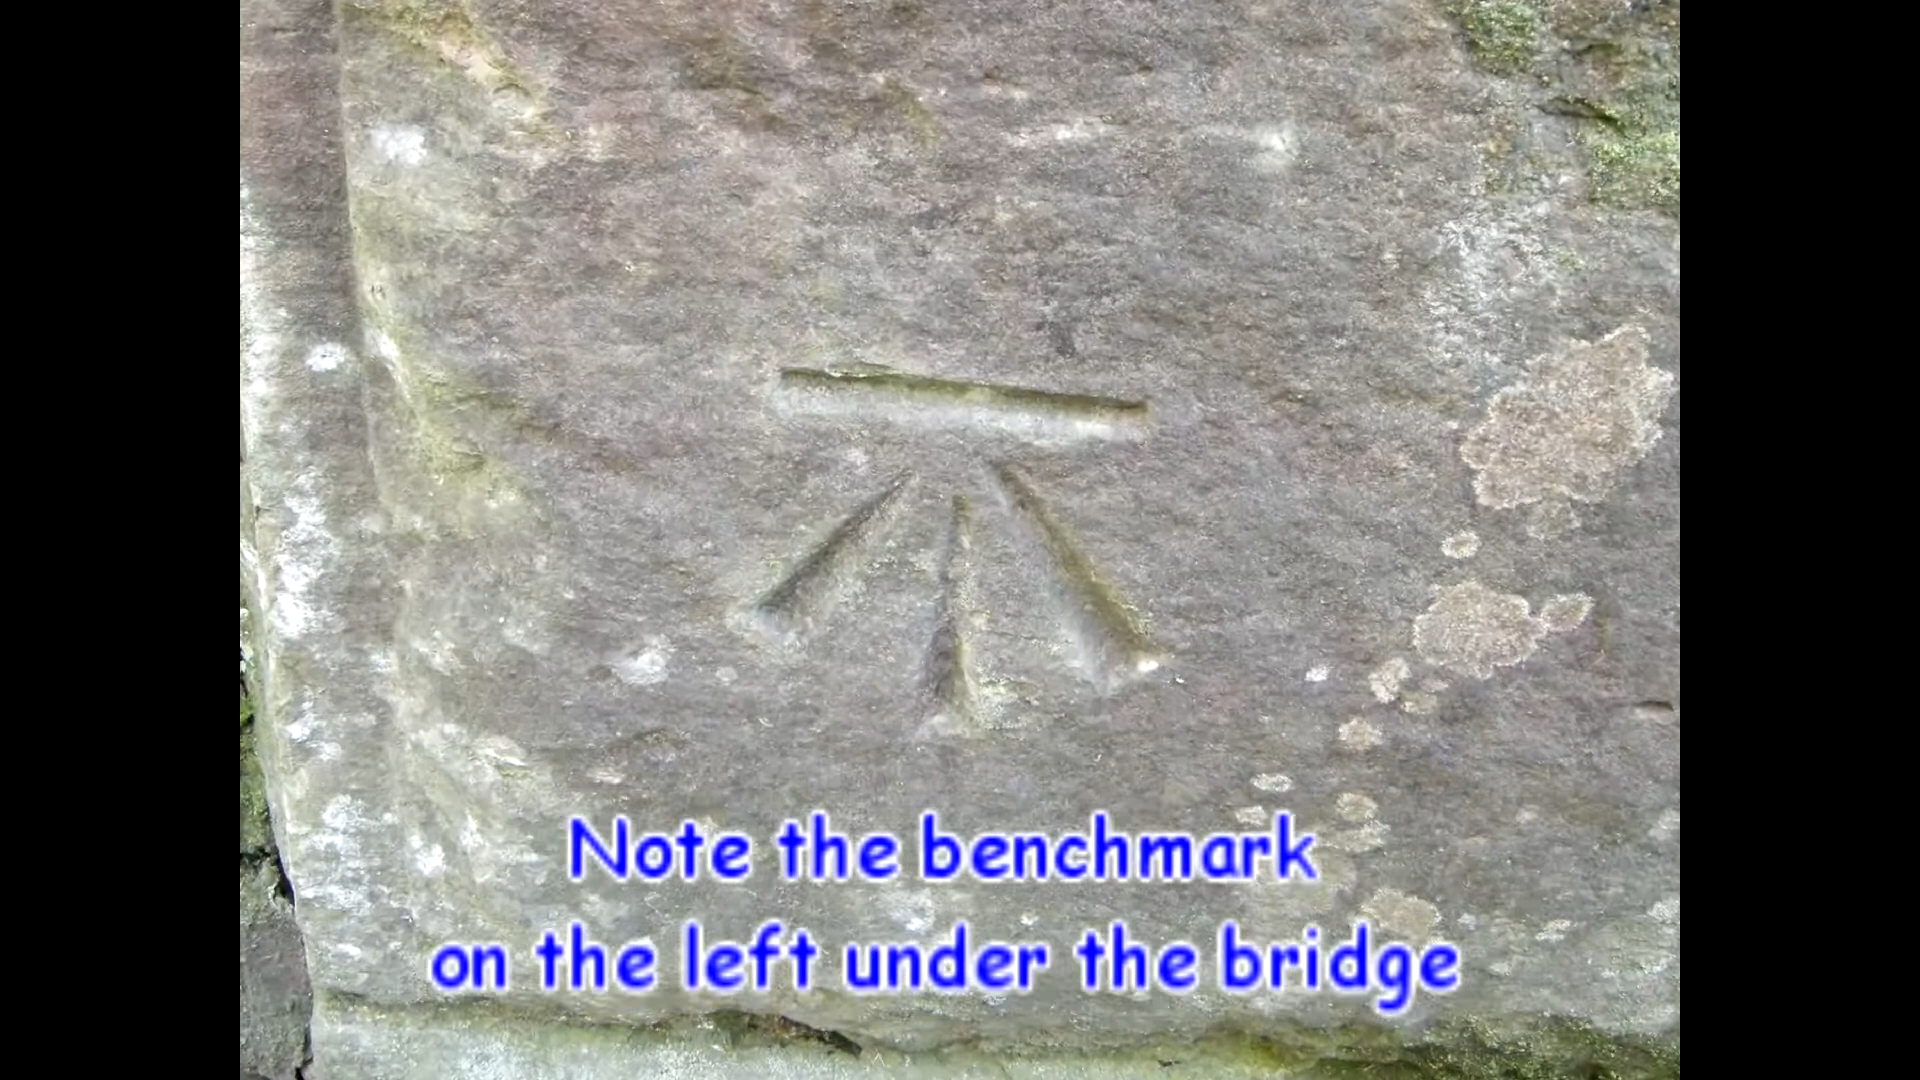 Note the benchmark
on the left under the bridge